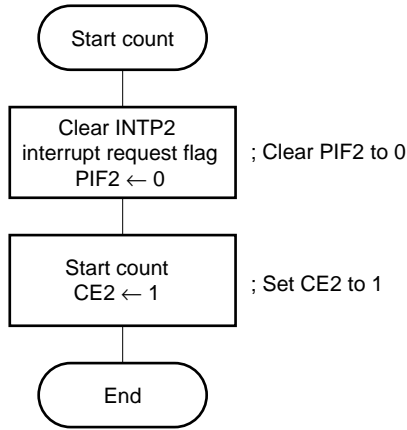 Start count
Clear INTP2
interrupt request flag
PIF2 ← 0
; Clear PIF2 to 0
Start count
CE2 ← 1
; Set CE2 to 1
End